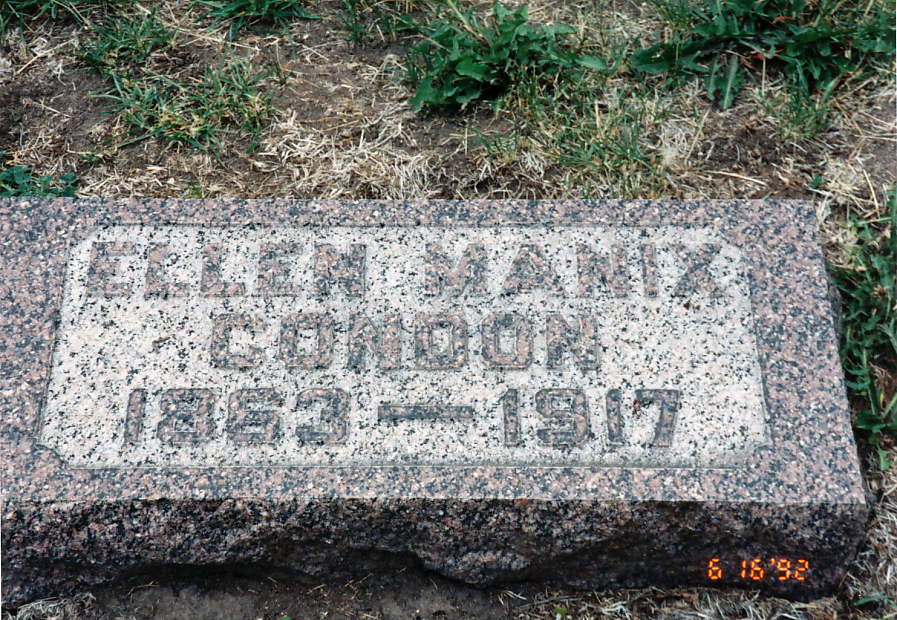 ELLEN MANIX
CONDON
1863 — 1917
6 16 '92